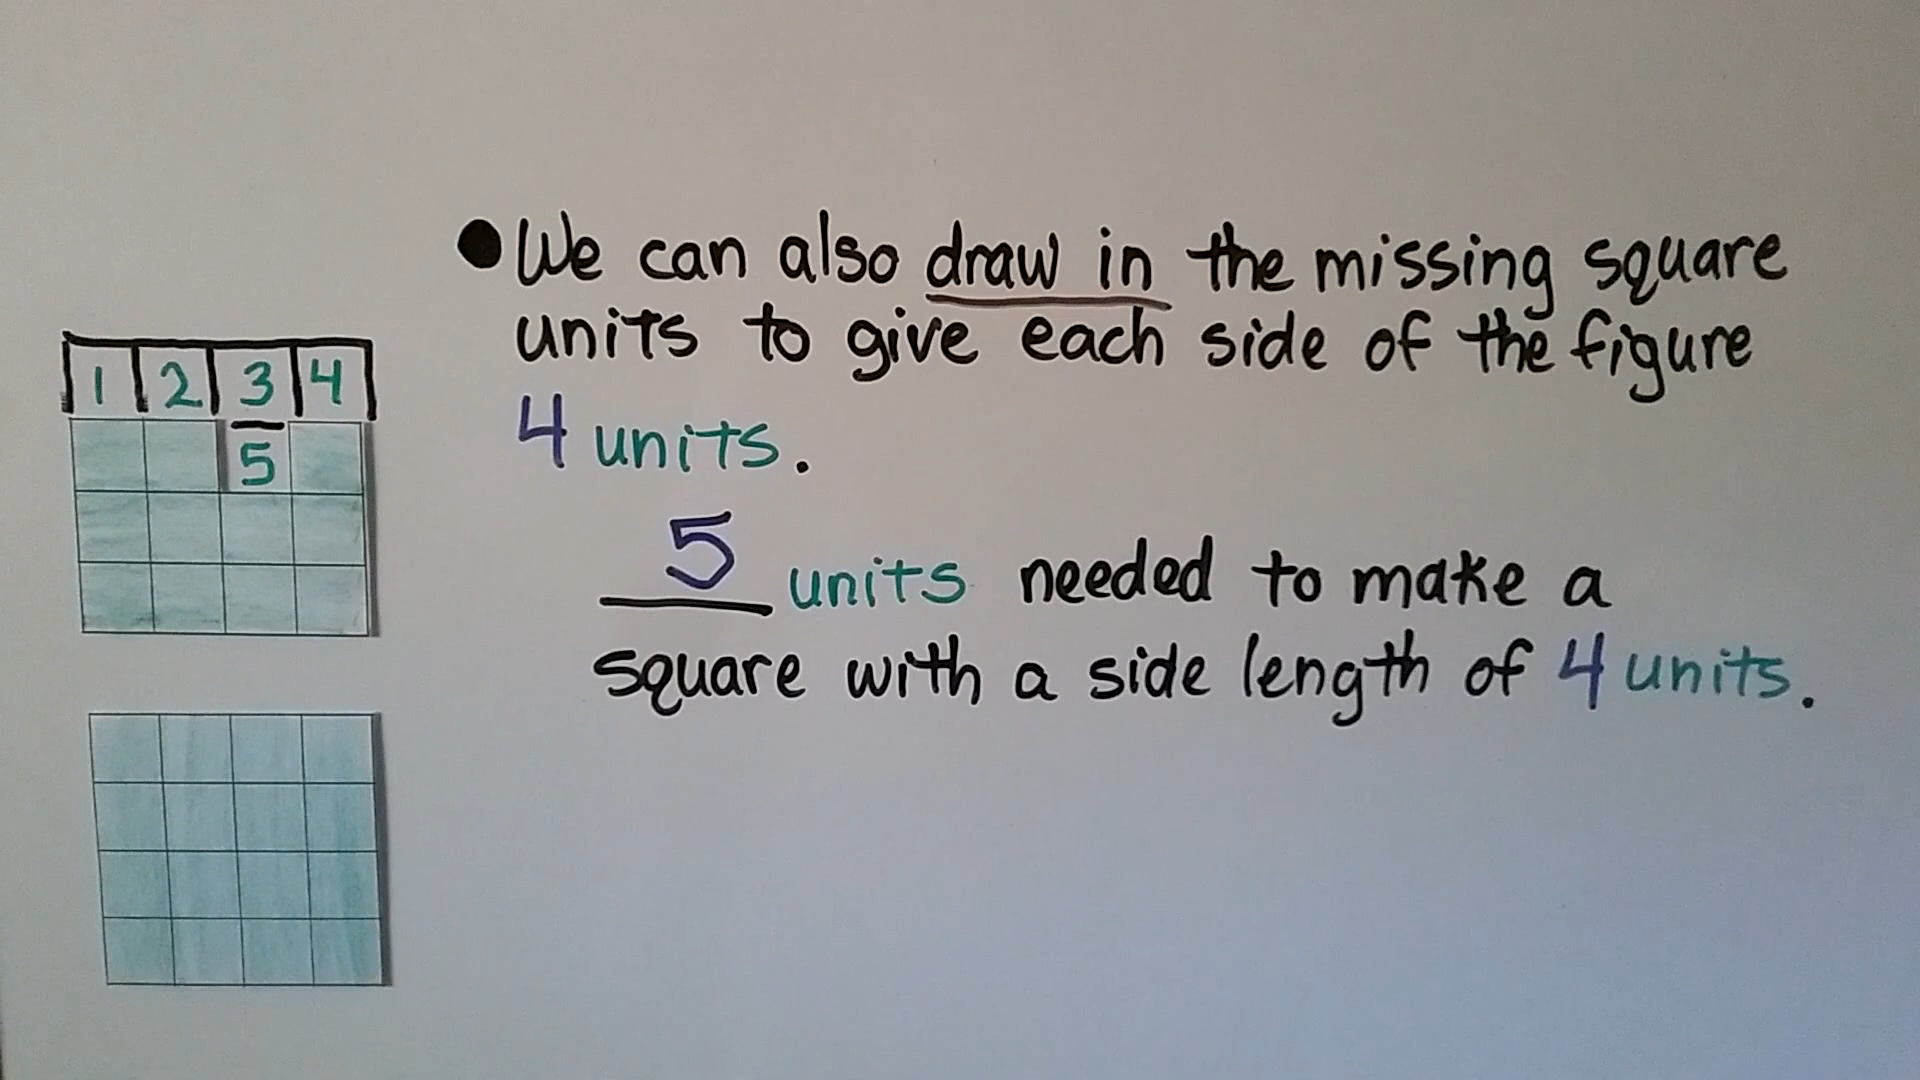 ●We can also draw in the missing square
units to give each side of the figure
4 units.
5 units needed to make a
square with a side length of 4 units.
1 2 3 4
5